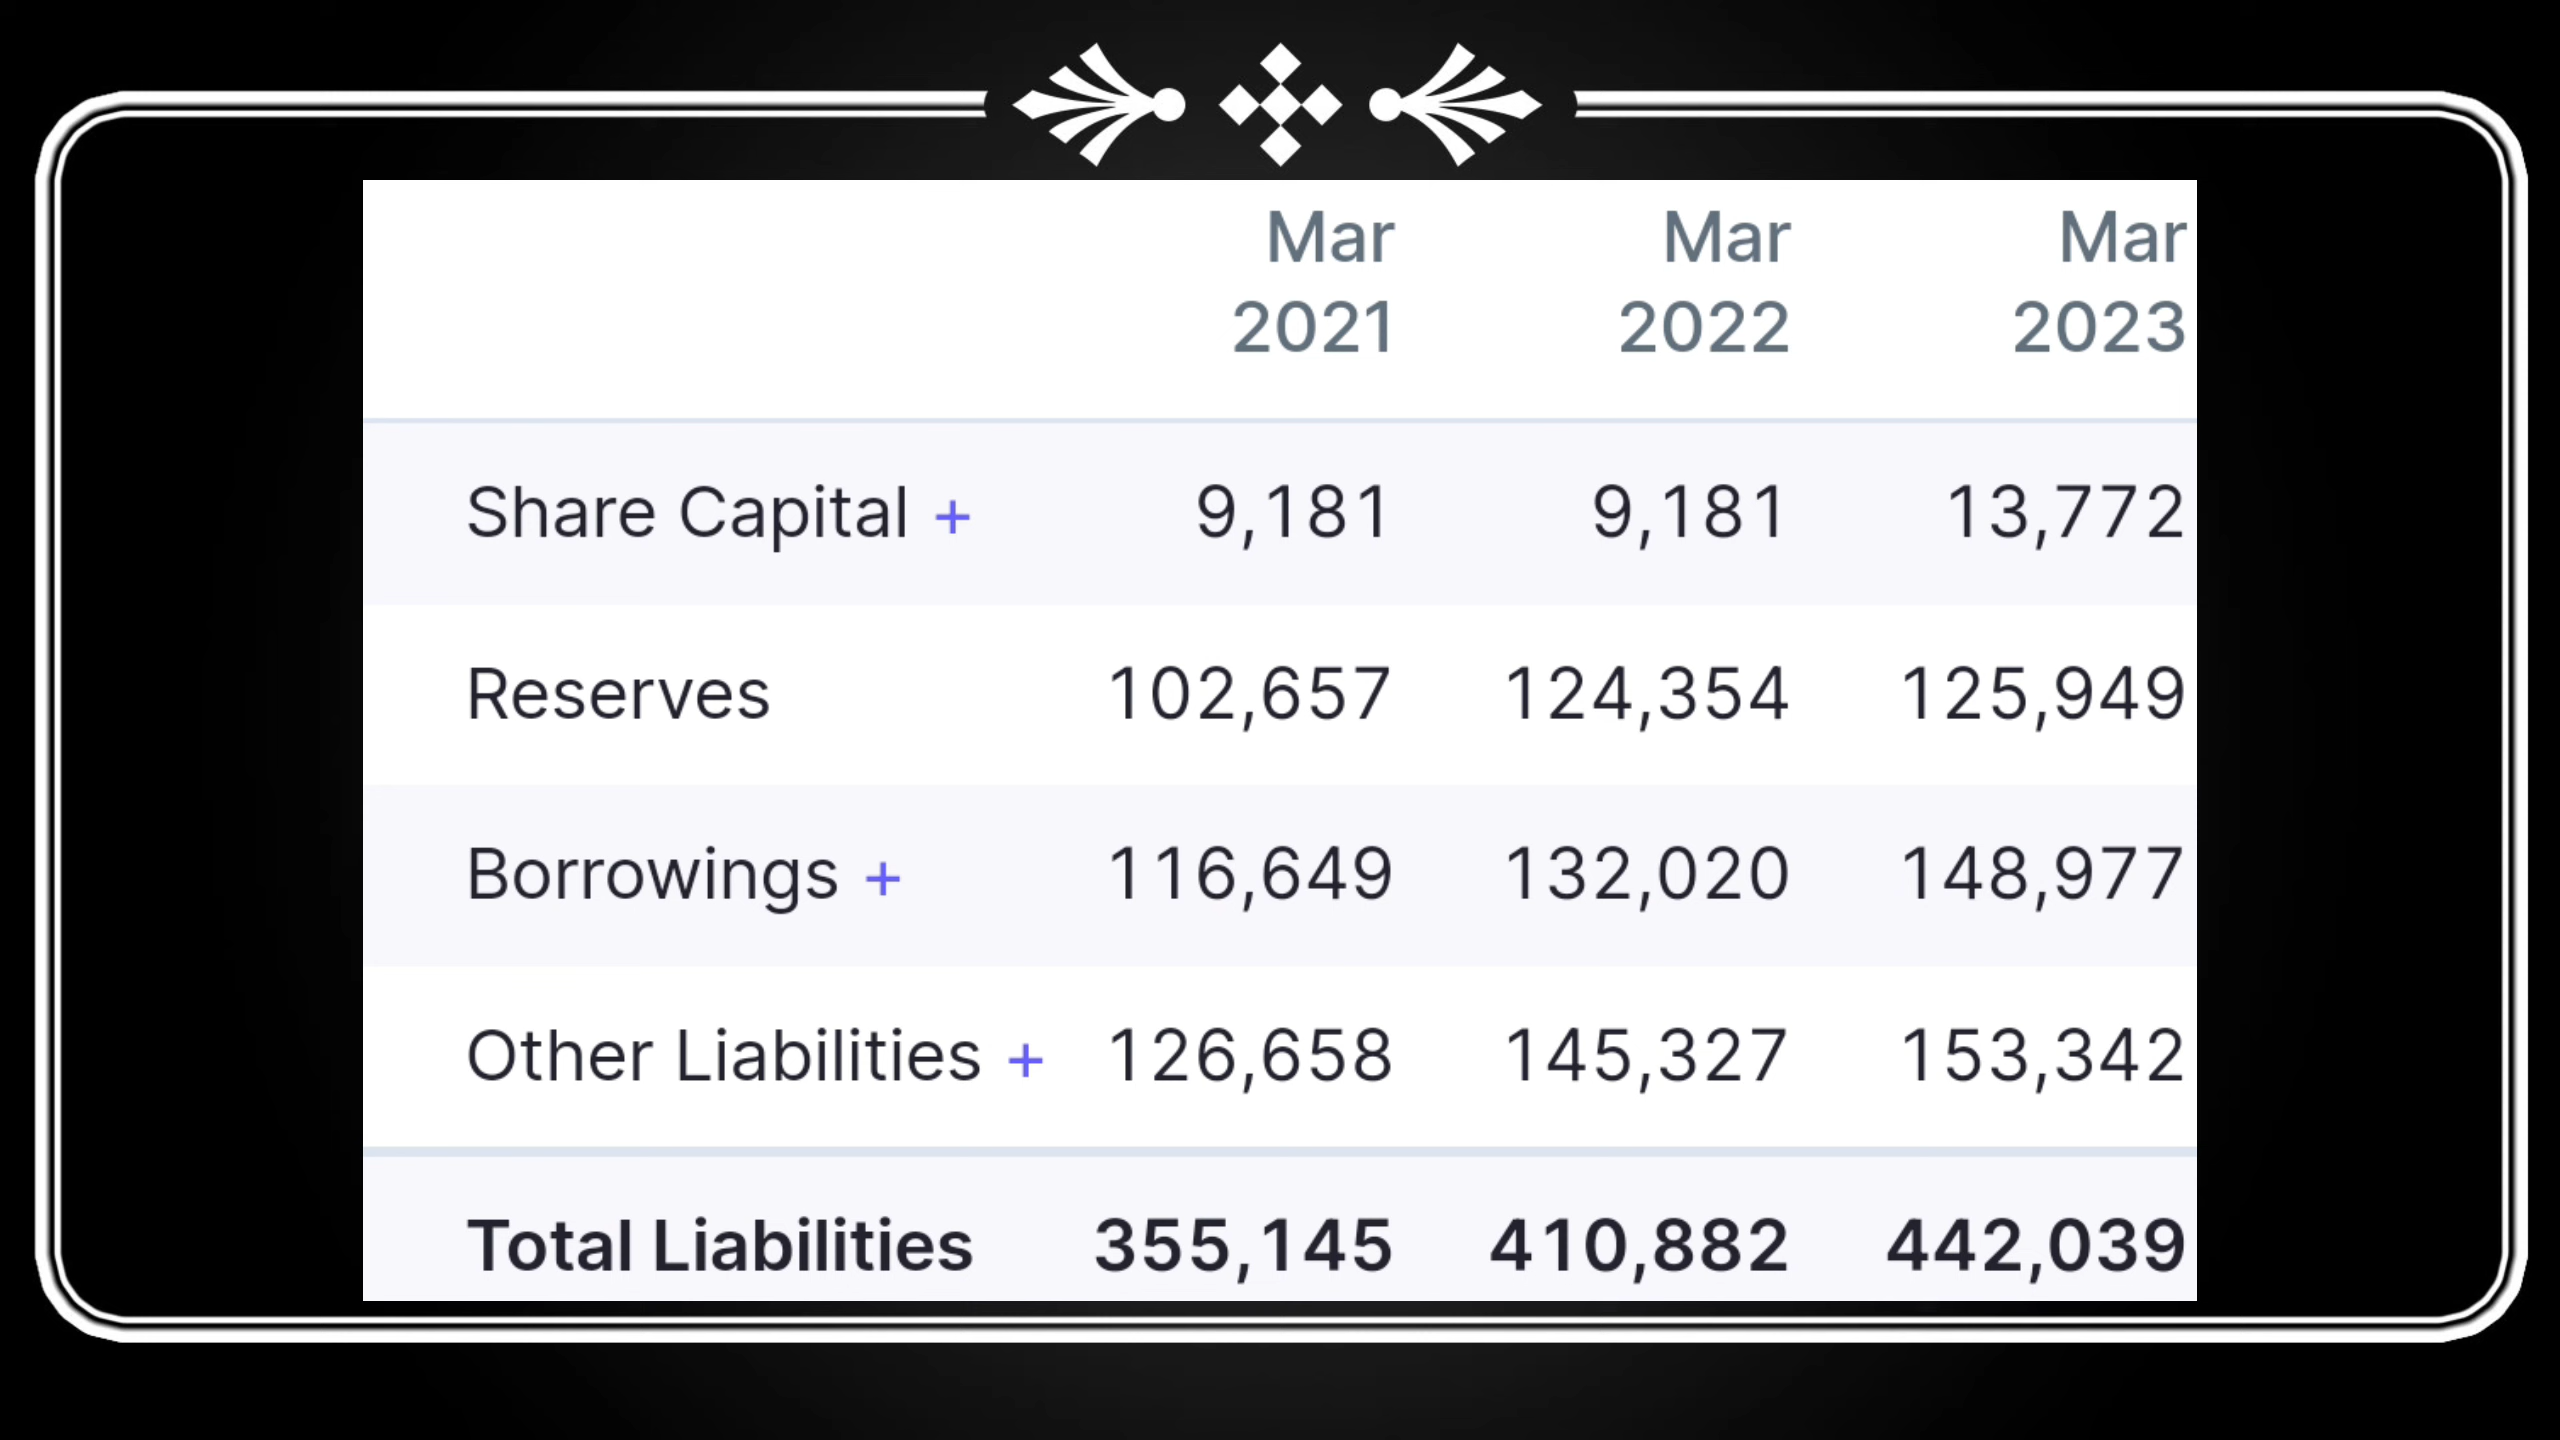 Mar Mar Mar
2021 2022 2023
Share Capital + 9,181 9,181 13,772
Reserves 102,657 124,354 125,949
Borrowings + 116,649 132,020 148,977
Other Liabilities + 126,658 145,327 153,342
Total Liabilities 355,145 410,882 442,039